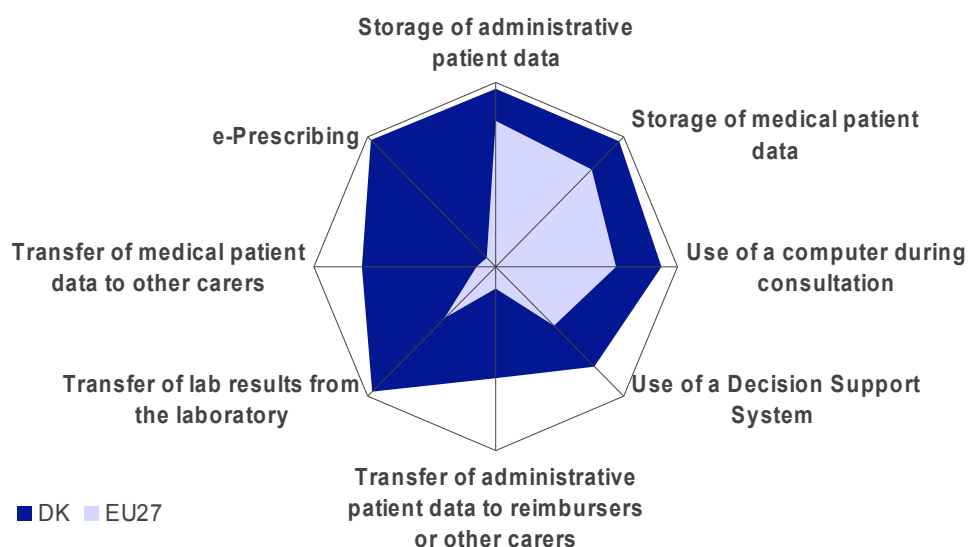 Storage of administrative
patient data
Storage of medical patient
data
e-Prescribing
Transfer of medical patient
data to other carers
Use of a computer during
consultation
Transfer of lab results from
the laboratory
Use of a Decision Support
System
Transfer of administrative
patient data to reimbursers
or other carers
DK EU27